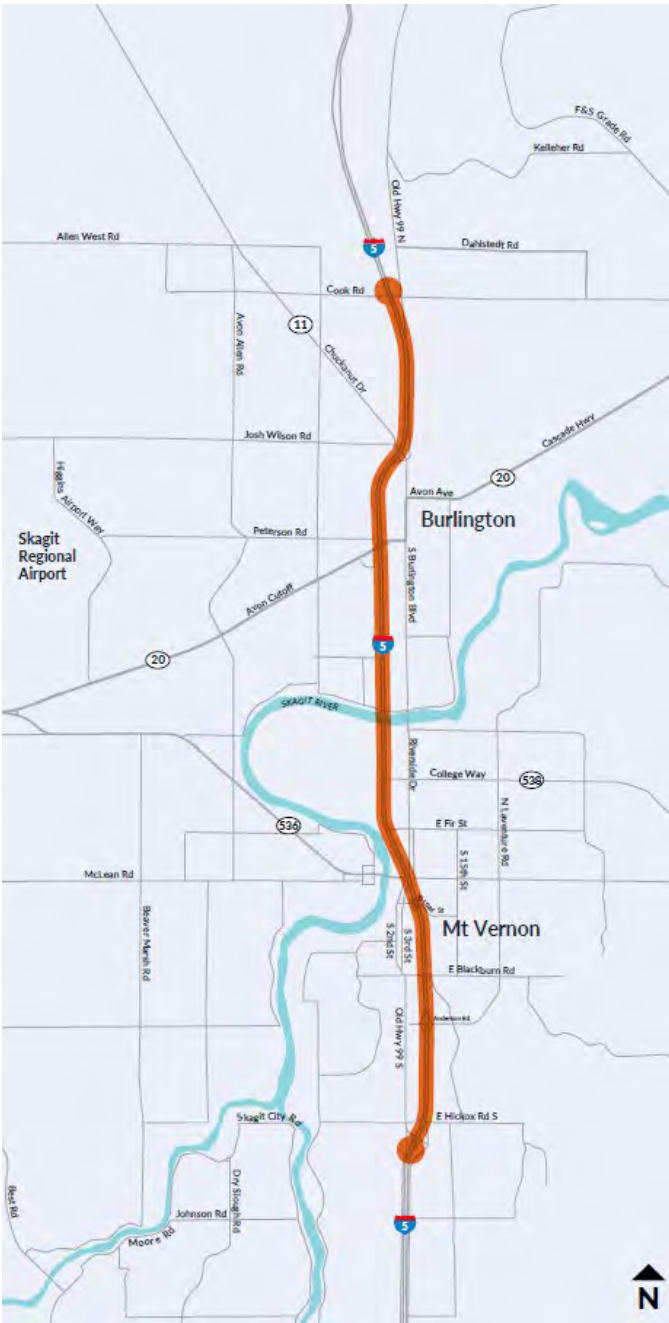 F&S Grade Rd
Kelleher Rd
Old Hwy 99 N
Allen West Rd
5
Dahlstedt Rd
Cook Rd
11
Avon Allen Rd
Chuckanut Dr
Josh Wilson Rd
Cascade Hwy
20
Avon Ave
Higgins Airport Way
Burlington
Peterson Rd
Skagit
Regional
Airport
S Burlington Blvd
Avon Cutoff
5
20
SKAGIT RIVER
Riverside Dr
College Way
538
N Laventure Rd
536
E Fir St
S 15th St
McLean Rd
Beaver Marsh Rd
S 2nd St
S 3rd St
Mt Vernon
E Blackburn Rd
Old Hwy 99 S
Anderson Rd
Skagit City Rd
E Hickox Rd S
Best Rd
Dry Slough Rd
Johnson Rd
Moore Rd
5
N